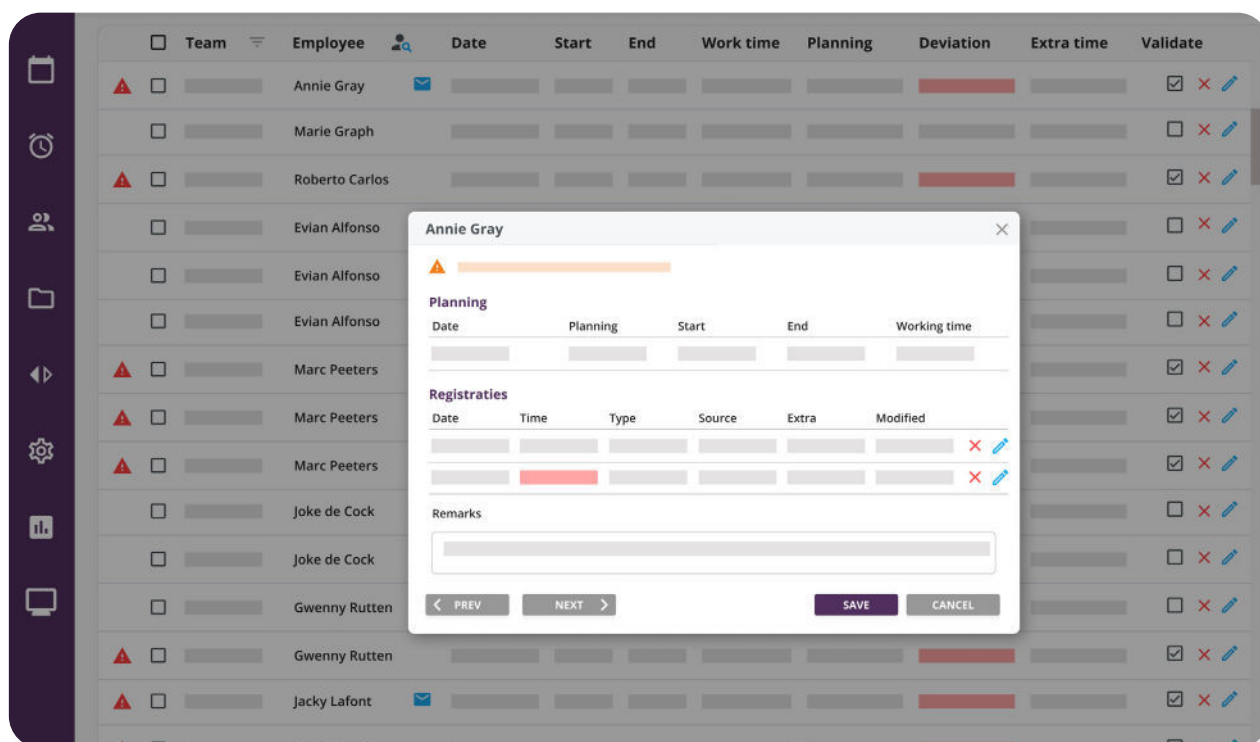 Team Employee Date Start End Work time Planning Deviation Extra time Validate
Annie Gray
Marie Graph
Roberto Carlos
Evian Alfonso
Evian Alfonso
Evian Alfonso
Marc Peeters
Marc Peeters
Marc Peeters
Joke de Cock
Joke de Cock
Gwenny Rutten
Gwenny Rutten
Jacky Lafont
Annie Gray
Planning
Date Planning Start End Working time
Registraties
Date Time Type Source Extra Modified
Remarks
PREV NEXT SAVE CANCEL